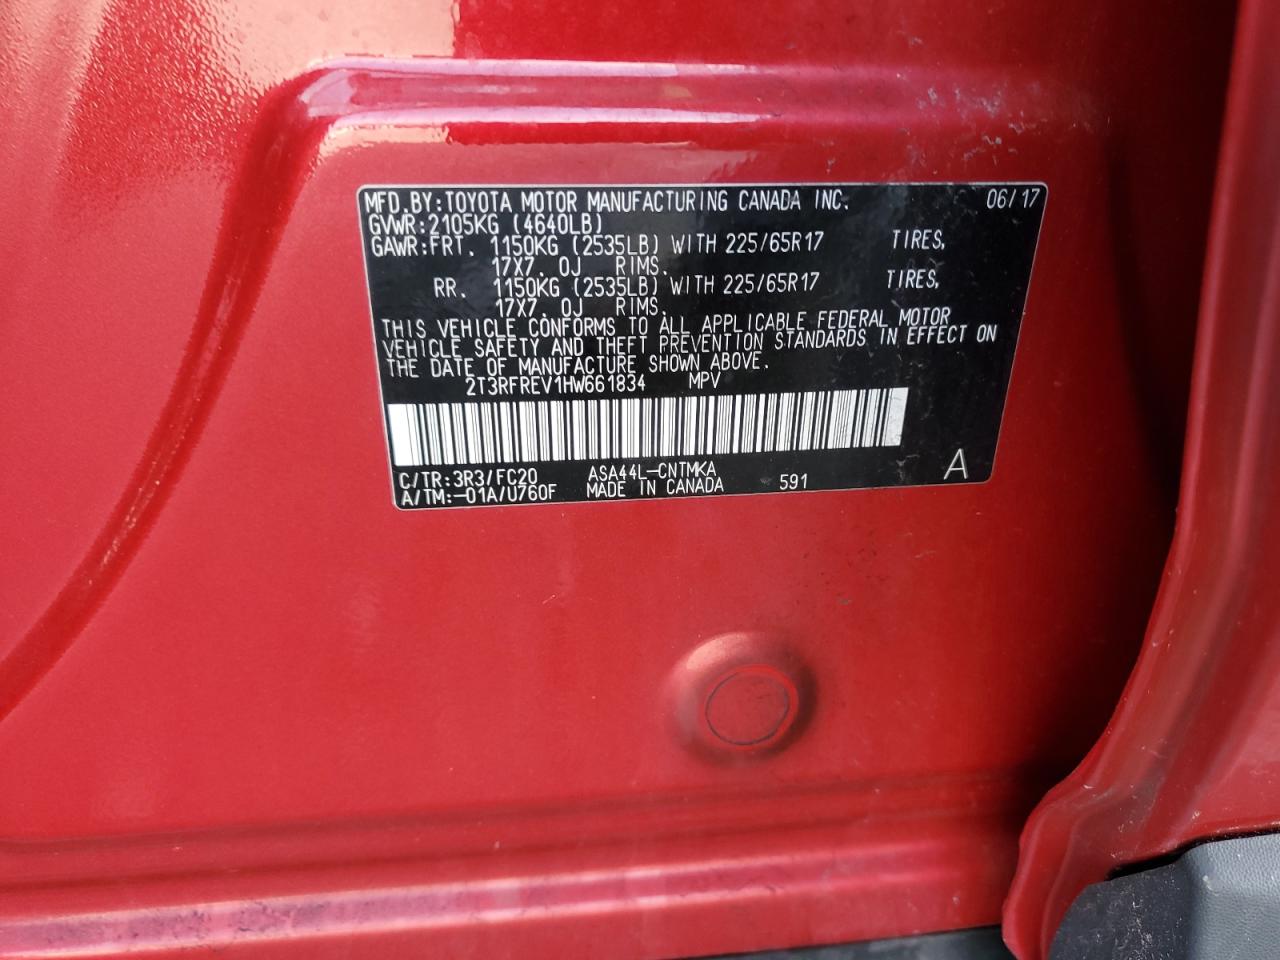 MFD.BY:TOYOTA MOTOR MANUFACTURING CANADA INC. 06/17
GVWR:2105KG (4640LB)
GAWR:FRT. 1150KG (2535LB) WITH 225/65R17 TIRES,
17X7.0J RIMS.
RR. 1150KG (2535LB) WITH 225/65R17 TIRES,
17X7.0J RIMS.
THIS VEHICLE CONFORMS TO ALL APPLICABLE FEDERAL MOTOR
VEHICLE SAFETY AND THEFT PREVENTION STANDARDS IN EFFECT ON
THE DATE OF MANUFACTURE SHOWN ABOVE.
2T3RFREV1HW661834 MPV
C/TR:3R3/FC20 ASA44L-CNTMKA
A/TM:-01A/U760F MADE IN CANADA 591 A